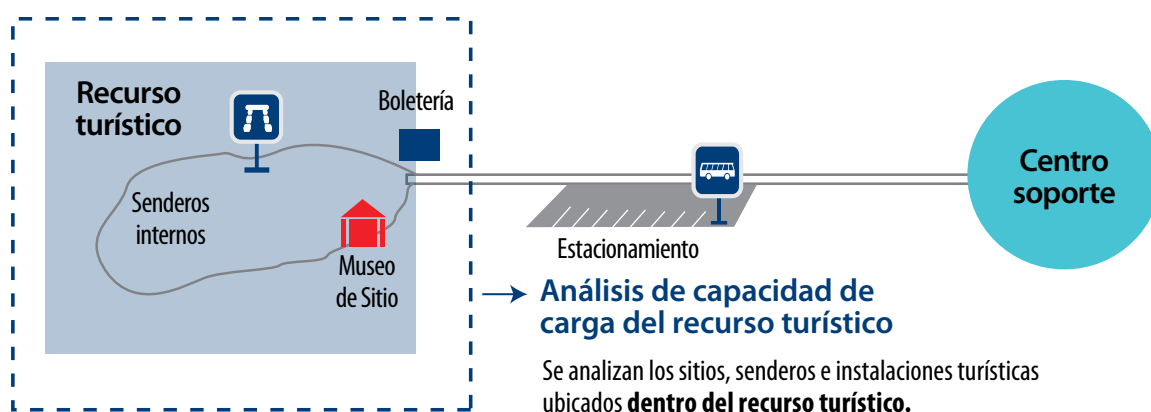 Recurso
turístico
Boletería
Senderos
internos
Museo
de Sitio
Estacionamiento
Centro
soporte
Análisis de capacidad de
carga del recurso turístico
Se analizan los sitios, senderos e instalaciones turísticas
ubicados dentro del recurso turístico.